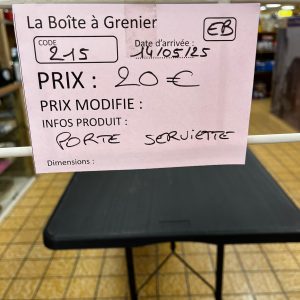 La Boîte à Grenier
EB
CODE
215
Date d'arrivée :
14/05/25
PRIX : 20 €
PRIX MODIFIE :
INFOS PRODUIT :
PORTE SERVIETTE
Dimensions :